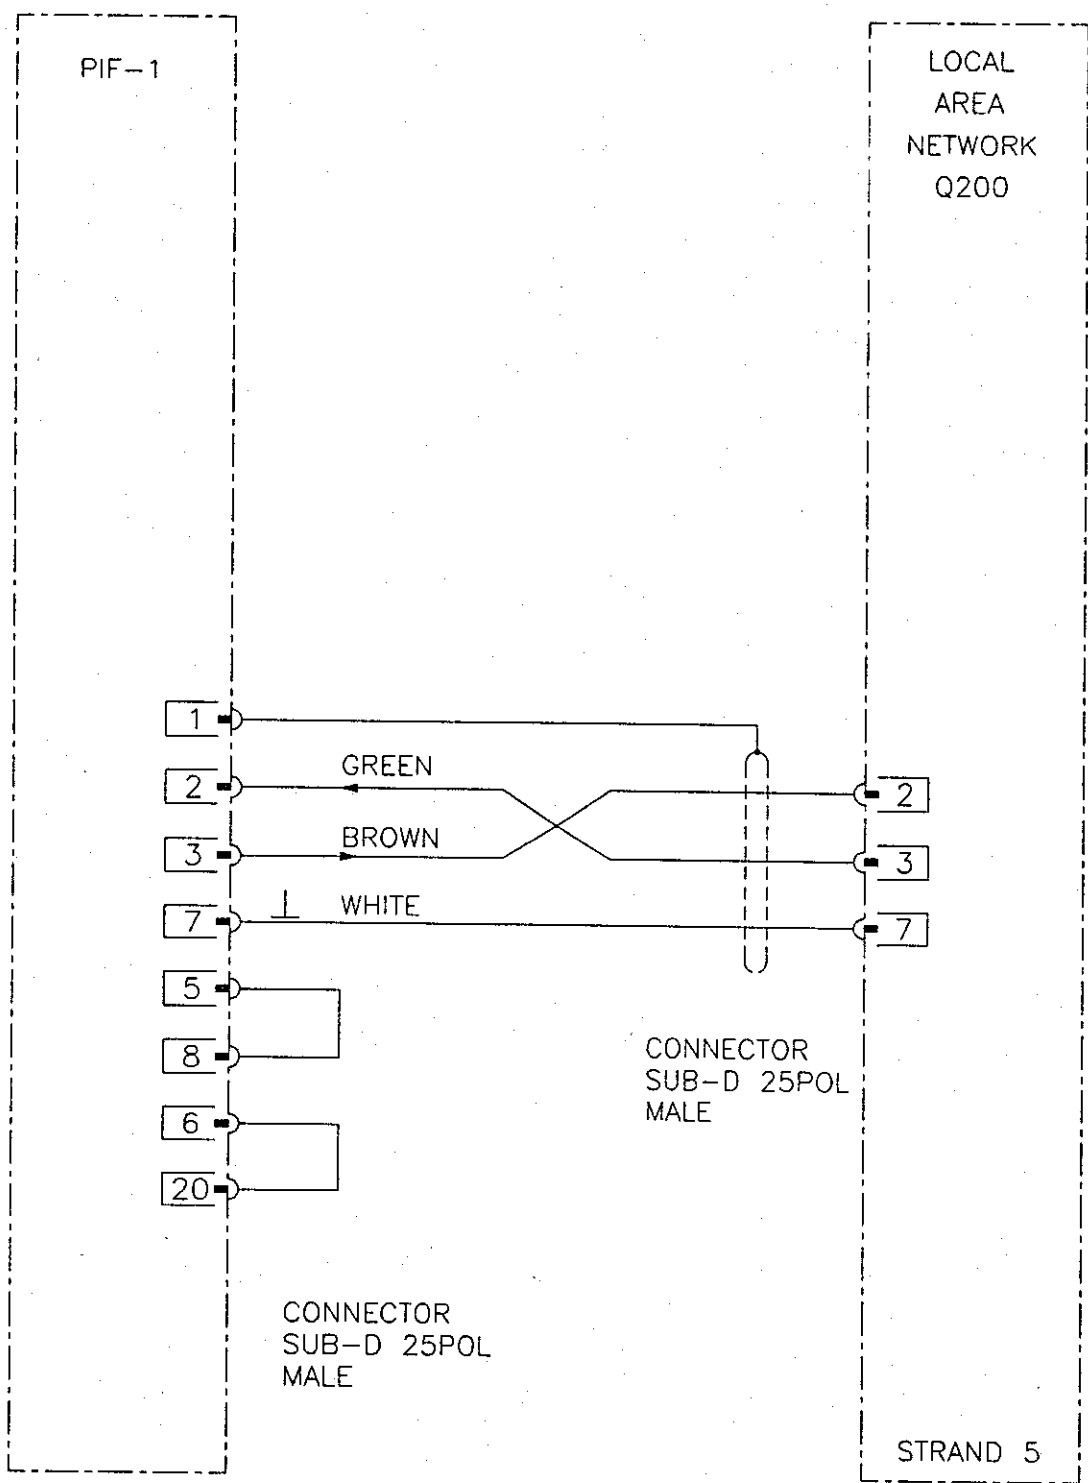 PIF-1
LOCAL
AREA
NETWORK
Q200
1
2
GREEN
2
3
BROWN
3
7
WHITE
7
5
8
6
20
CONNECTOR
SUB-D 25POL
MALE
CONNECTOR
SUB-D 25POL
MALE
STRAND 5